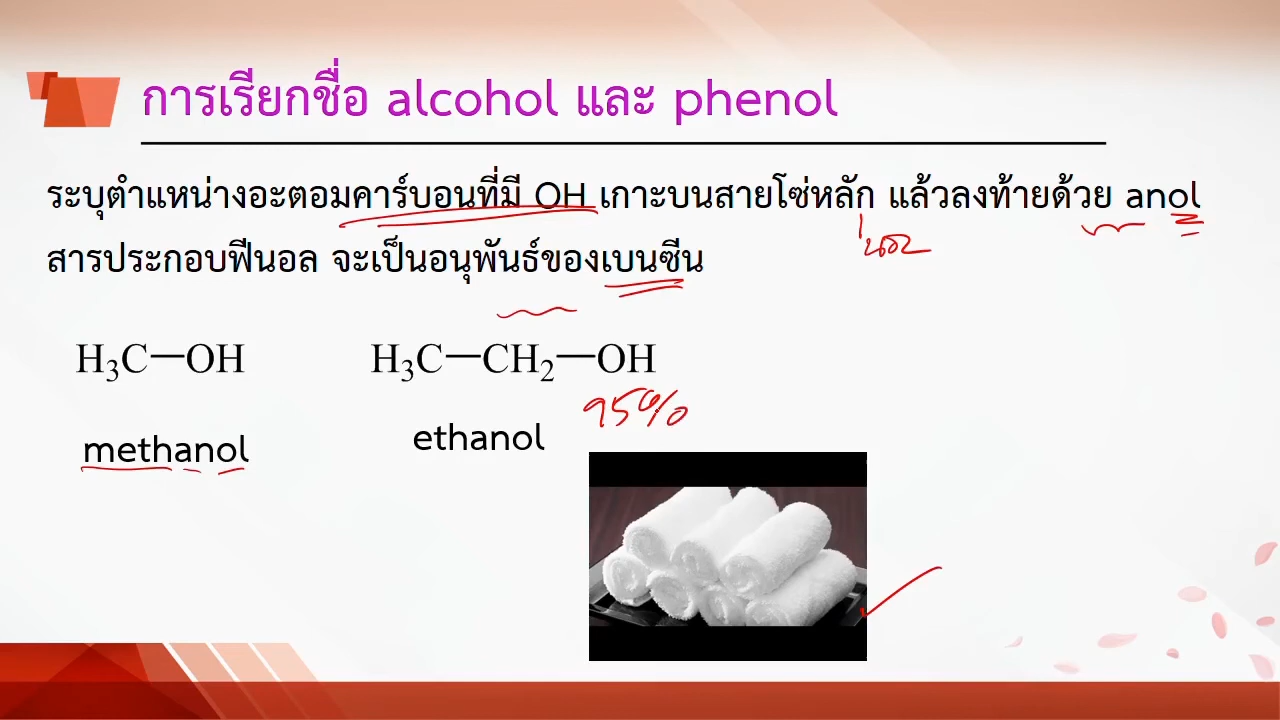 การเรียกชื่อ alcohol และ phenol
ระบุตำแหน่างอะตอมคาร์บอนที่มี OH เกาะบนสายโซ่หลัก แล้วลงท้ายด้วย anol
สารประกอบฟีนอล จะเป็นอนุพันธ์ของเบนซีน
H₃C—OH
H₃C—CH₂—OH
95%
methanol
ethanol